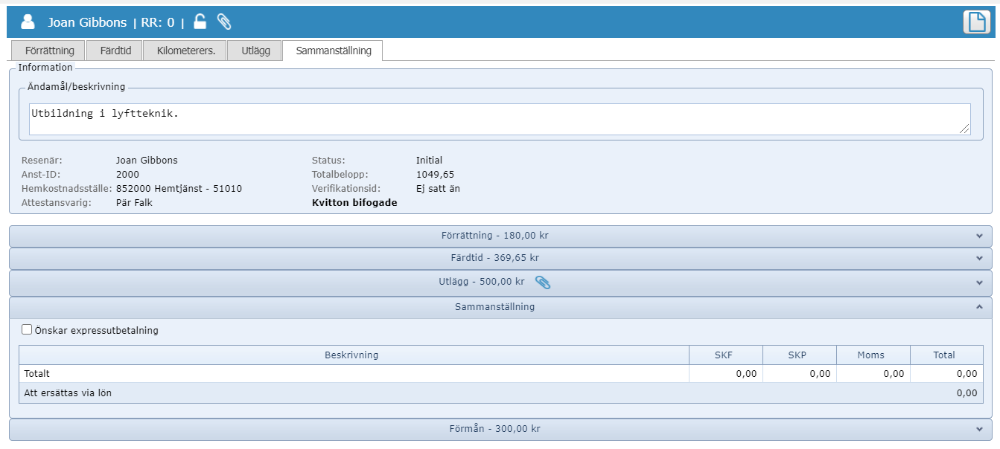 Joan Gibbons | RR: 0 |
Förrättning Färdtid Kilometerers. Utlägg Sammanställning
Information
Ändamål/beskrivning
Utbildning i lyftteknik.
Resenär: Joan Gibbons Status: Initial
Anst-ID: 2000 Totalbelopp: 1049,65
Hemkostnadsställe: 852000 Hemtjänst - 51010 Verifikationsid: Ej satt än
Attestansvarig: Pär Falk Kvitton bifogade
Förrättning - 180,00 kr
Färdtid - 369,65 kr
Utlägg - 500,00 kr
Sammanställning
Önskar expressutbetalning
Beskrivning SKF SKP Moms Total
Totalt 0,00 0,00 0,00 0,00
Att ersättas via lön 0,00
Förmån - 300,00 kr